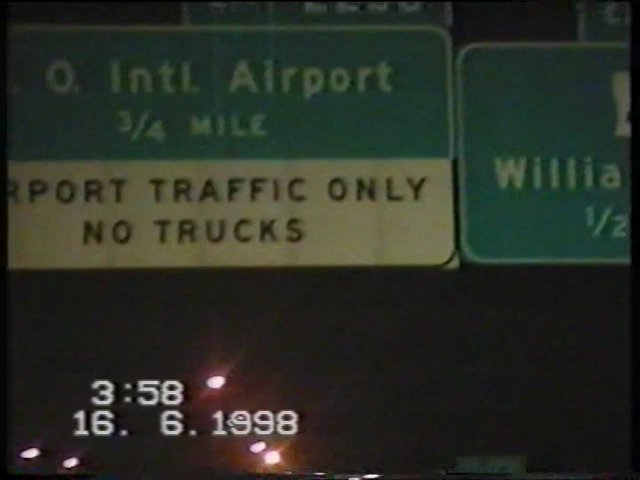 . O. Intl. Airport
3/4 MILE
RPORT TRAFFIC ONLY
NO TRUCKS
Willia
1/2
3:58
16. 6.1998